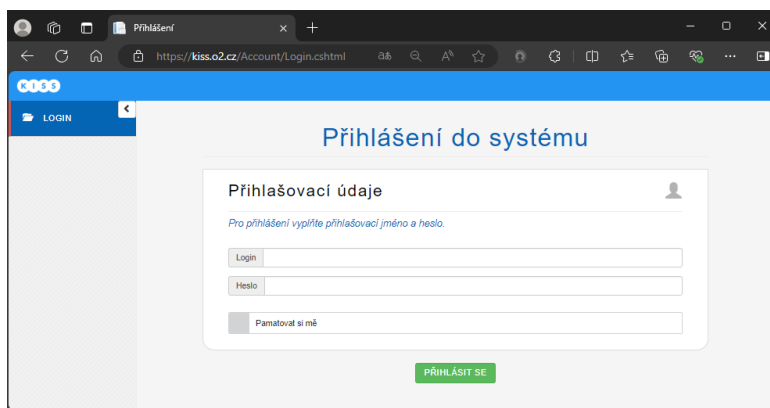 Přihlášení
https://kiss.o2.cz/Account/Login.cshtml
KISS
LOGIN
Přihlášení do systému
Přihlašovací údaje
Pro přihlášení vyplňte přihlašovací jméno a heslo.
Login
Heslo
Pamatovat si mě
PŘIHLÁSIT SE